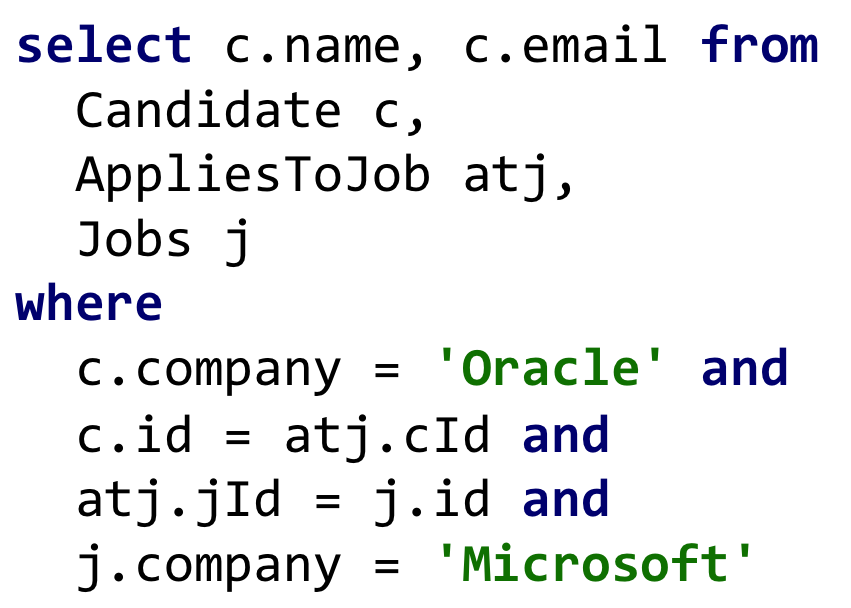 select c.name, c.email from
  Candidate c,
  AppliesToJob atj,
  Jobs j
where
  c.company = 'Oracle' and
  c.id = atj.cId and
  atj.jId = j.id and
  j.company = 'Microsoft'